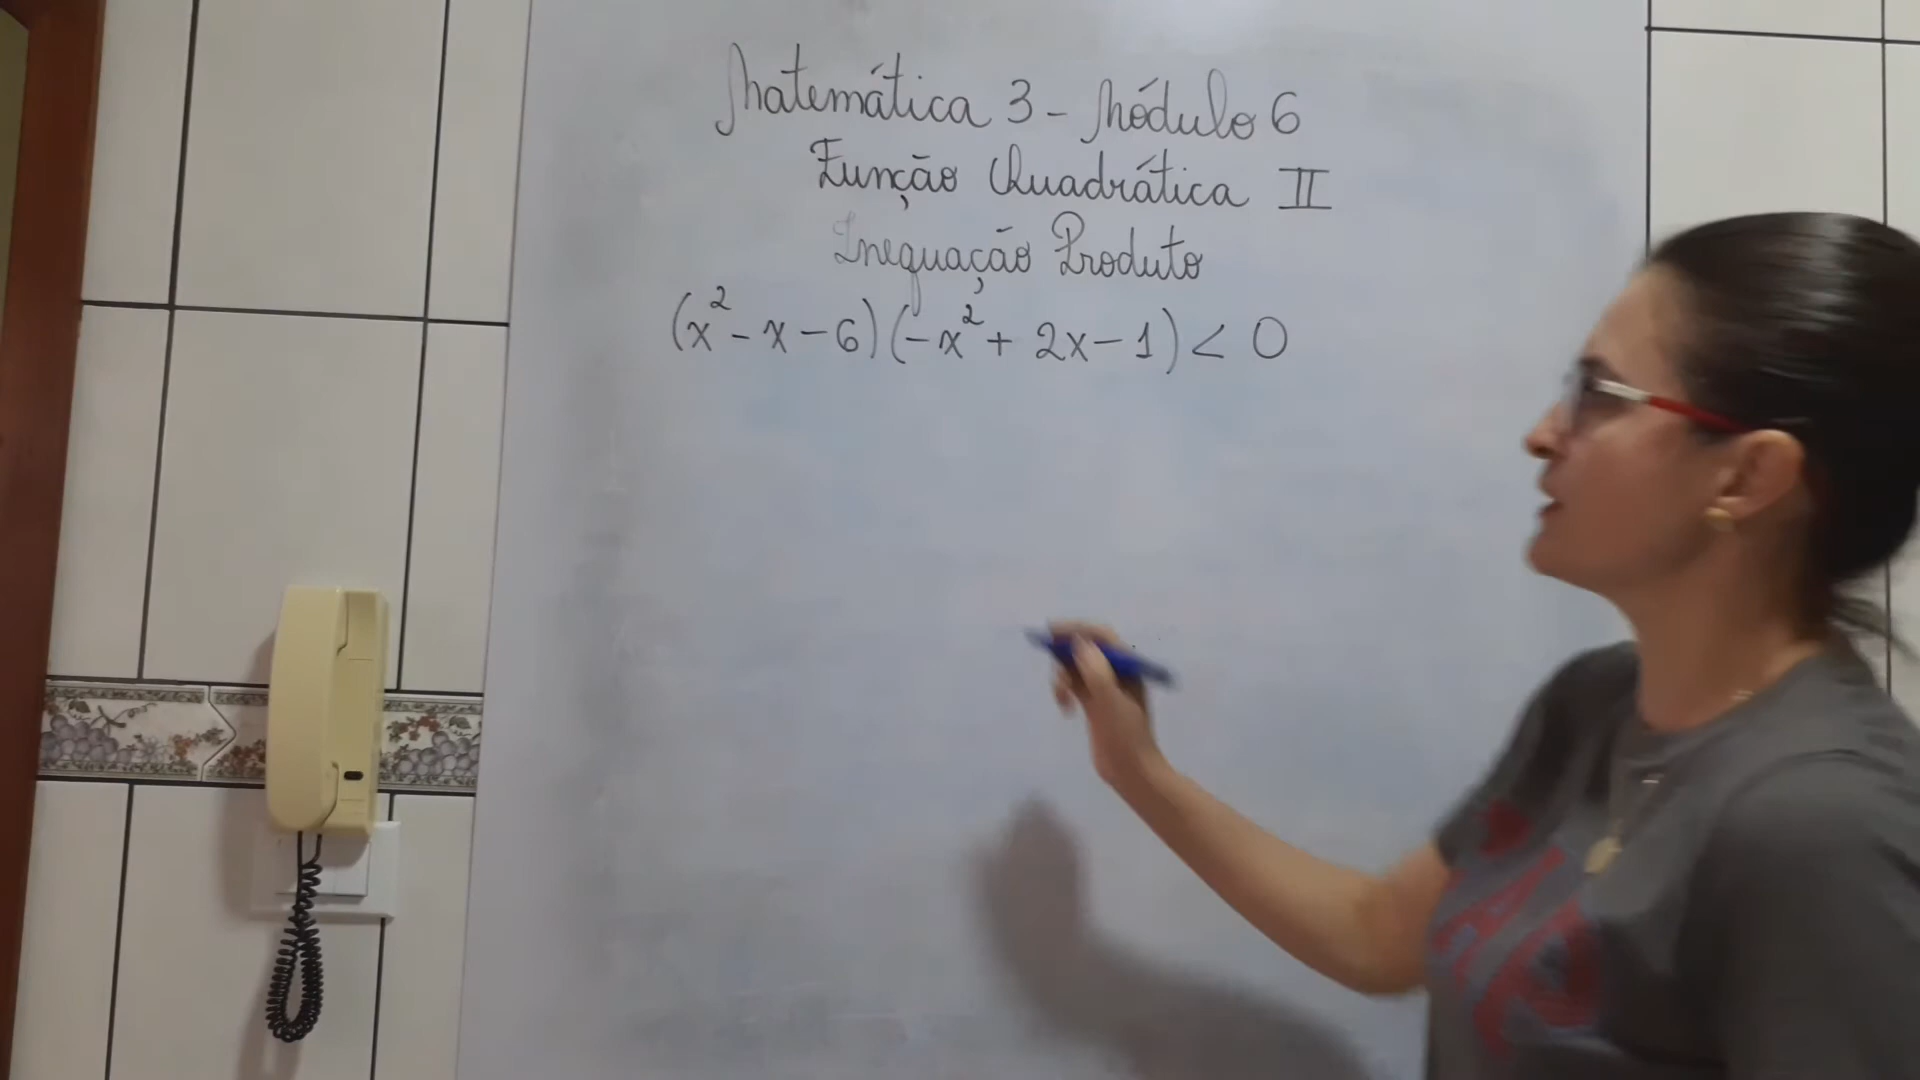 Matemática 3 - Módulo 6
Função Quadrática II
Inequação Produto
(x² - x - 6)(-x² + 2x - 1) < 0